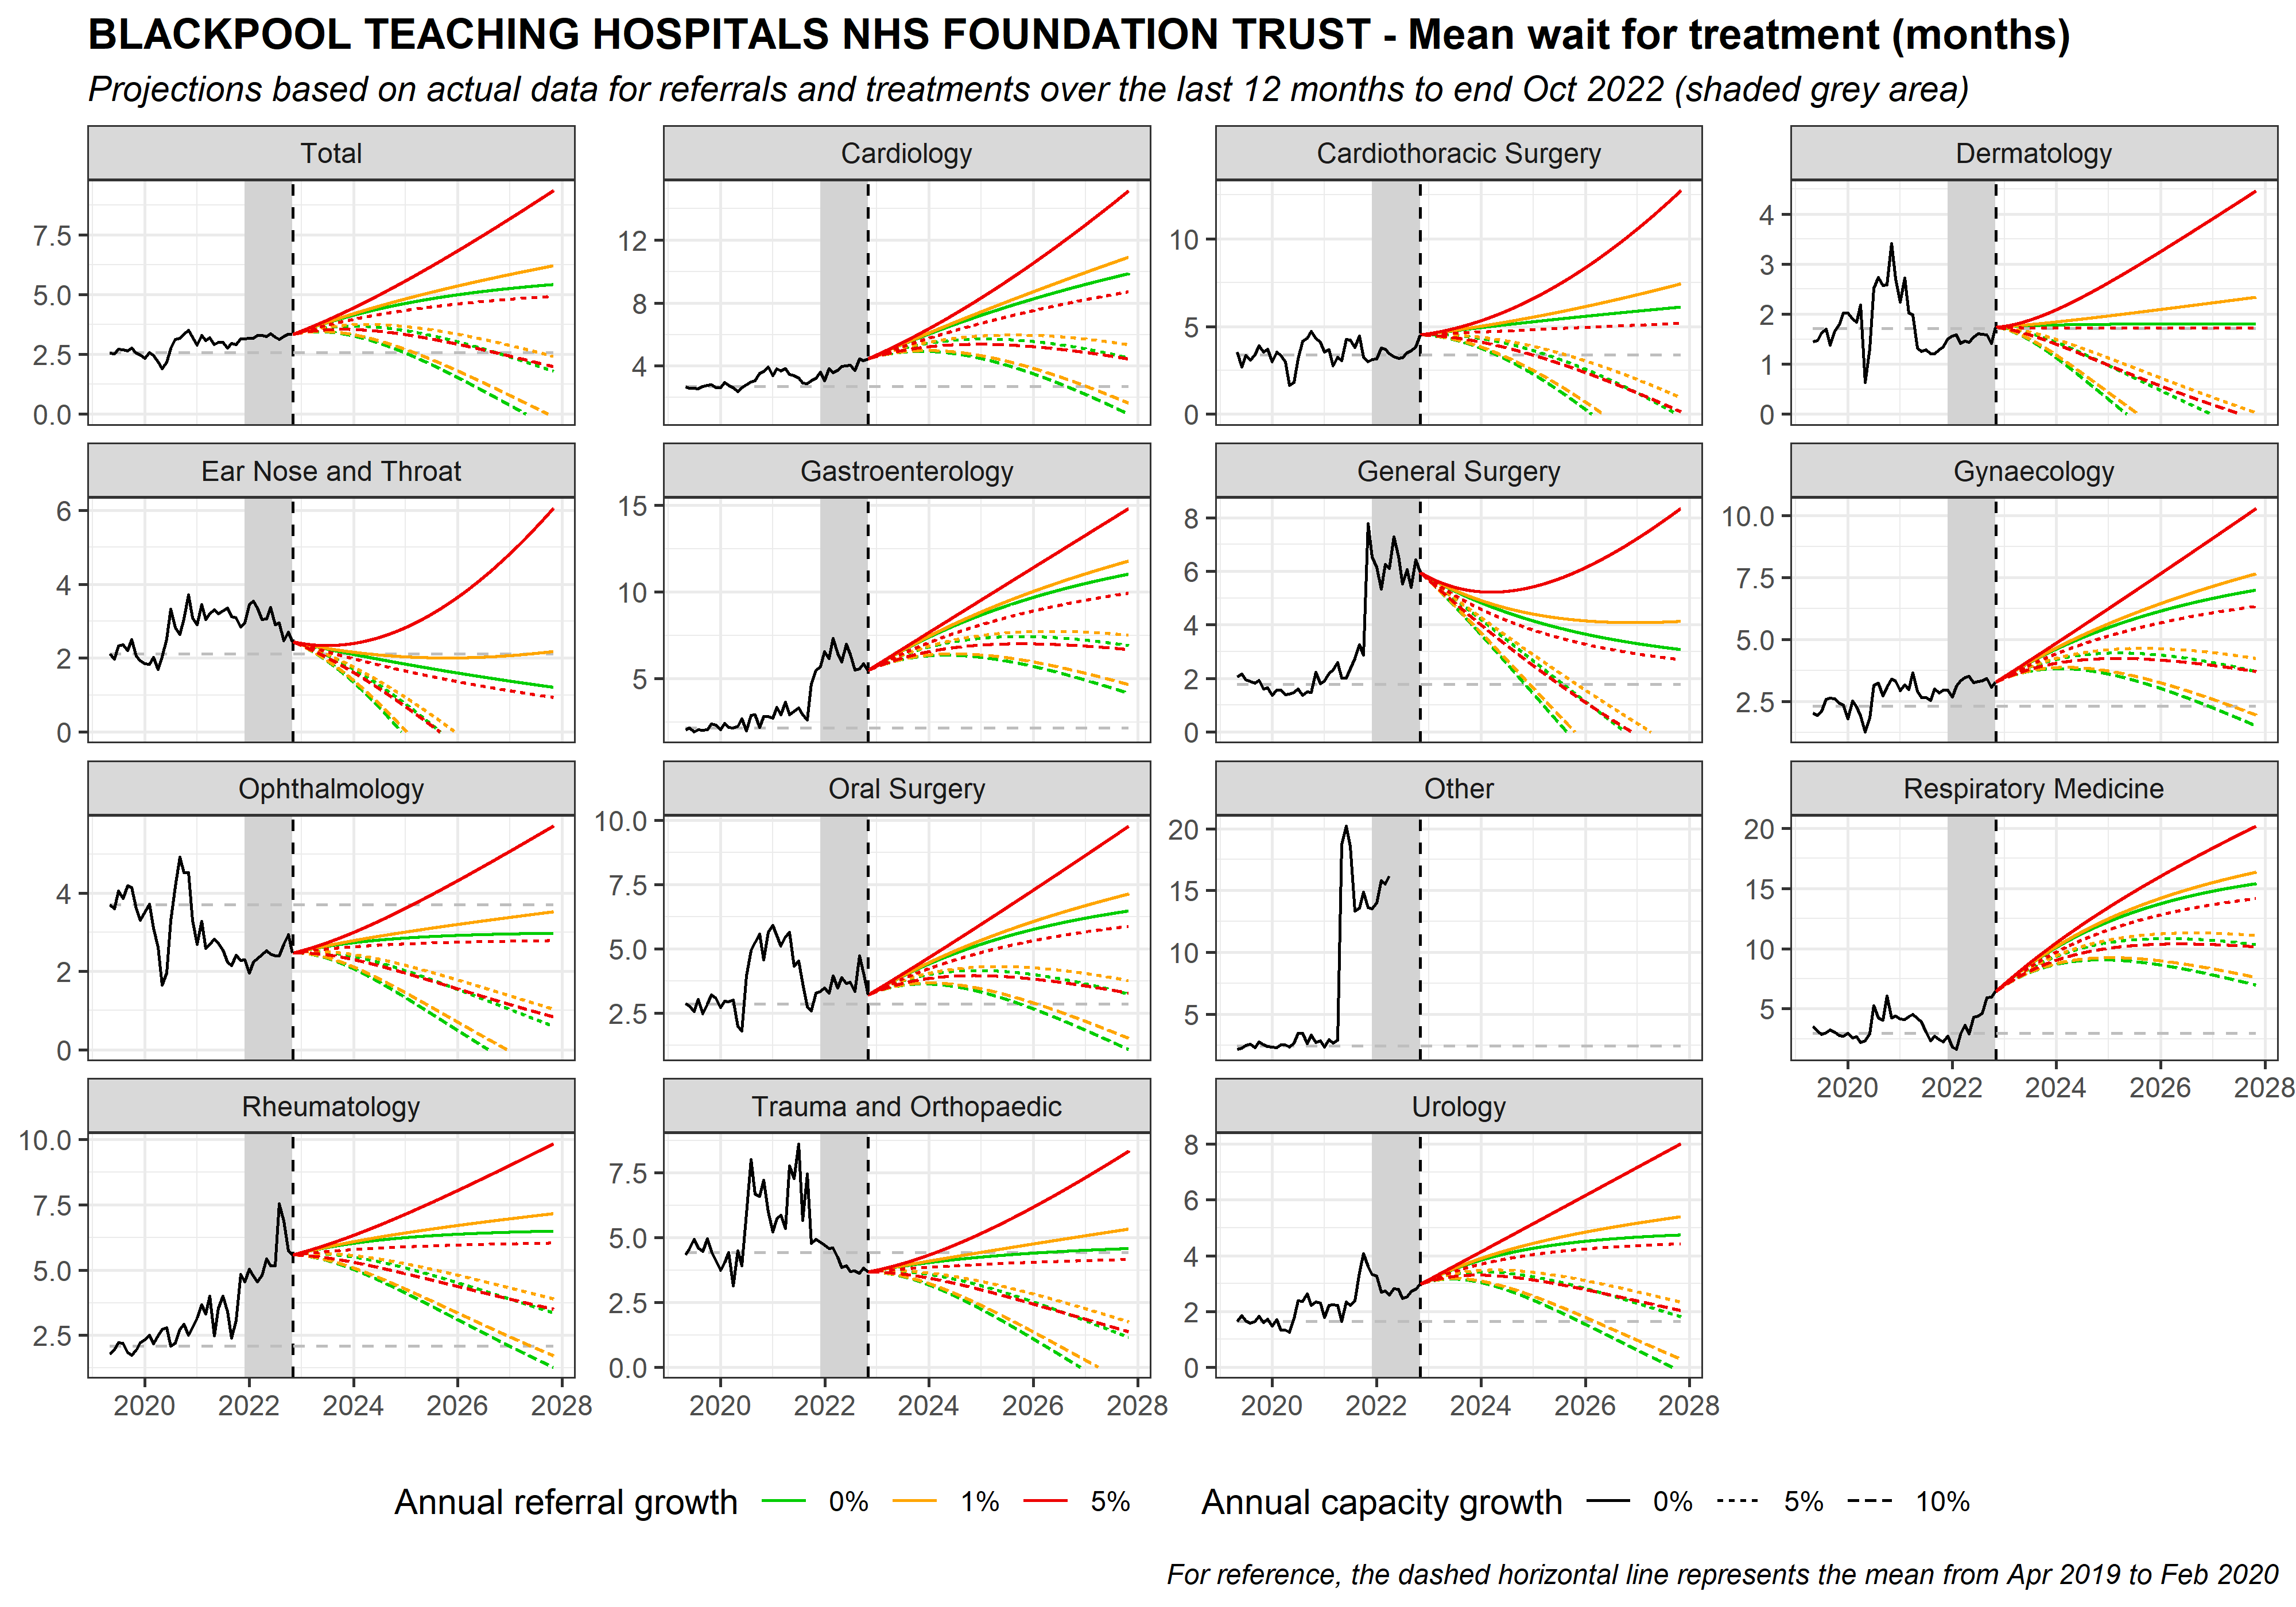 BLACKPOOL TEACHING HOSPITALS NHS FOUNDATION TRUST - Mean wait for treatment (months)
Projections based on actual data for referrals and treatments over the last 12 months to end Oct 2022 (shaded grey area)
Total
Cardiology
Cardiothoracic Surgery
Dermatology
7.5
5.0
2.5
0.0
12
8
4
10
5
0
4
3
2
1
0
Ear Nose and Throat
Gastroenterology
General Surgery
Gynaecology
6
4
2
0
15
10
5
8
6
4
2
0
10.0
7.5
5.0
2.5
Ophthalmology
Oral Surgery
Other
Respiratory Medicine
4
2
0
10.0
7.5
5.0
2.5
20
15
10
5
20
15
10
5
2020 2022 2024 2026 2028
Rheumatology
Trauma and Orthopaedic
Urology
10.0
7.5
5.0
2.5
7.5
5.0
2.5
0.0
8
6
4
2
0
2020 2022 2024 2026 2028
2020 2022 2024 2026 2028
2020 2022 2024 2026 2028
Annual referral growth 0% 1% 5%
Annual capacity growth 0% 5% 10%
For reference, the dashed horizontal line represents the mean from Apr 2019 to Feb 2020